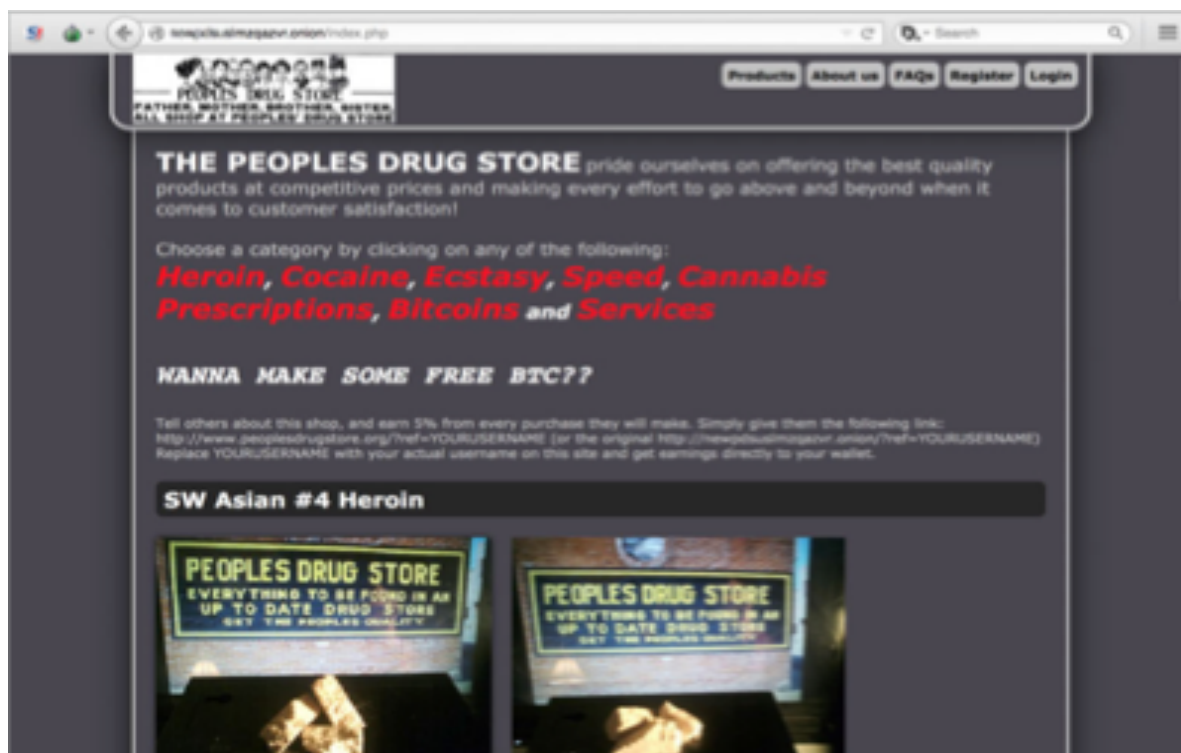 index.php
Search
PEOPLES DRUG STORE
FATHER, MOTHER, BROTHER, SISTER,
ALL SHOP AT PEOPLES' DRUG STORE
Products About us FAQs Register Login
THE PEOPLES DRUG STORE pride ourselves on offering the best quality
products at competitive prices and making every effort to go above and beyond when it
comes to customer satisfaction!
Choose a category by clicking on any of the following:
Heroin, Cocaine, Ecstasy, Speed, Cannabis
Prescriptions, Bitcoins and Services
WANNA MAKE SOME FREE BTC??
Tell others about this shop, and earn 5% from every purchase they will make. Simply give them the following link:
http://www.peoplesdrugstore.org/?ref=YOURUSERNAME (or the original
Replace YOURUSERNAME with your actual username on this site and get earnings directly to your wallet.
SW Asian #4 Heroin
PEOPLES DRUG STORE
EVERYTHING TO BE FOUND IN AN
UP TO DATE DRUG STORE
GET THE PEOPLES QUALITY
PEOPLES DRUG STORE
EVERYTHING TO BE FOUND IN AN
UP TO DATE DRUG STORE
GET THE PEOPLES QUALITY